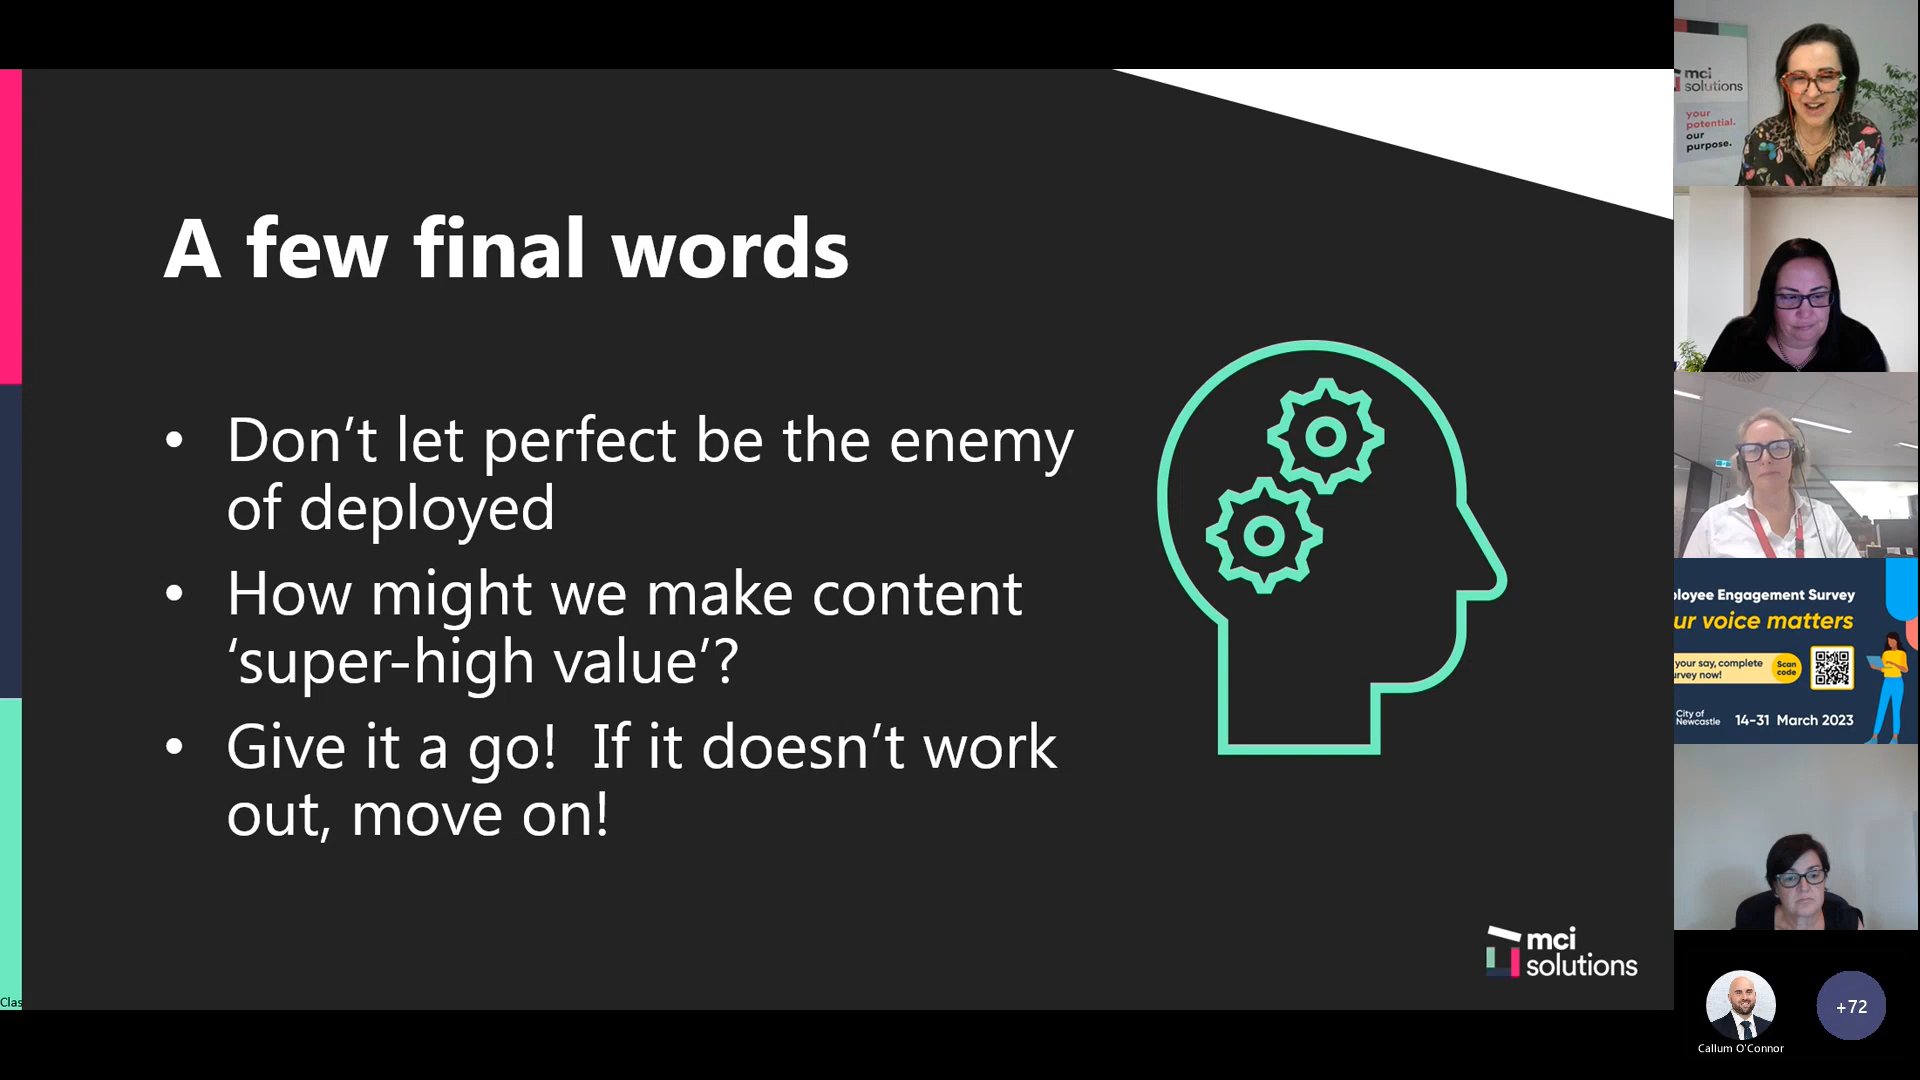 A few final words
• Don’t let perfect be the enemy
of deployed
• How might we make content
‘super-high value’?
• Give it a go!  If it doesn’t work
out, move on!
mci
solutions
Clas
mci
solutions
your
potential.
our
purpose.
loyee Engagement Survey
ur voice matters
your say, complete
rvey now!
Scan
code
City of
Newcastle
14-31 March 2023
Callum O'Connor
+72